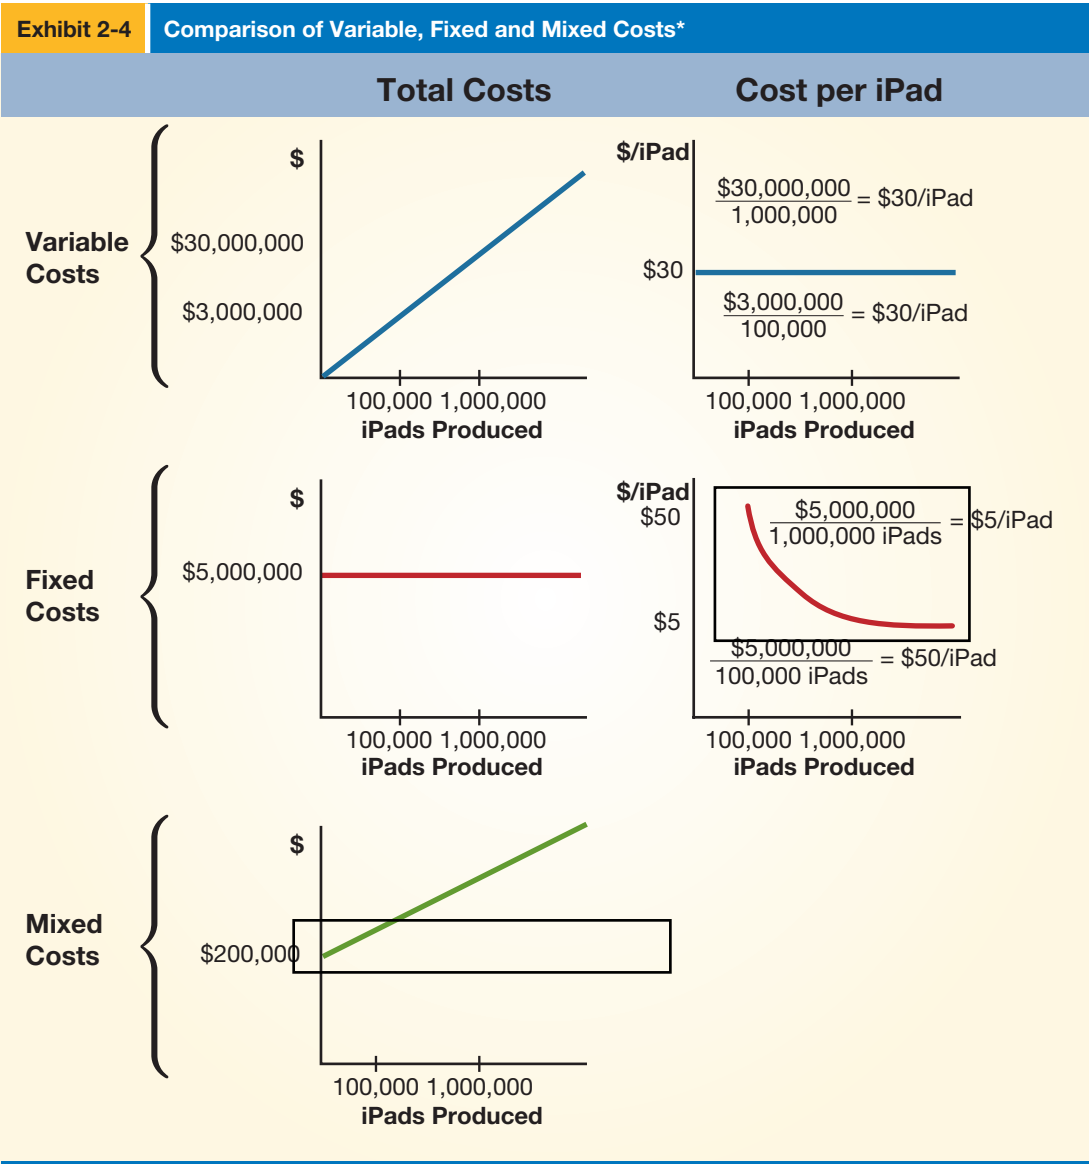 Exhibit 2-4 Comparison of Variable, Fixed and Mixed Costs*
Total Costs Cost per iPad
Variable
Costs
$
$30,000,000
$3,000,000
100,000 1,000,000
iPads Produced
$/iPad
$30,000,000
1,000,000
= $30/iPad
$30
$3,000,000
100,000
= $30/iPad
100,000 1,000,000
iPads Produced
Fixed
Costs
$
$5,000,000
100,000 1,000,000
iPads Produced
$/iPad
$50
$5,000,000
1,000,000 iPads
= $5/iPad
$5
$5,000,000
100,000 iPads
= $50/iPad
100,000 1,000,000
iPads Produced
Mixed
Costs
$
$200,000
100,000 1,000,000
iPads Produced